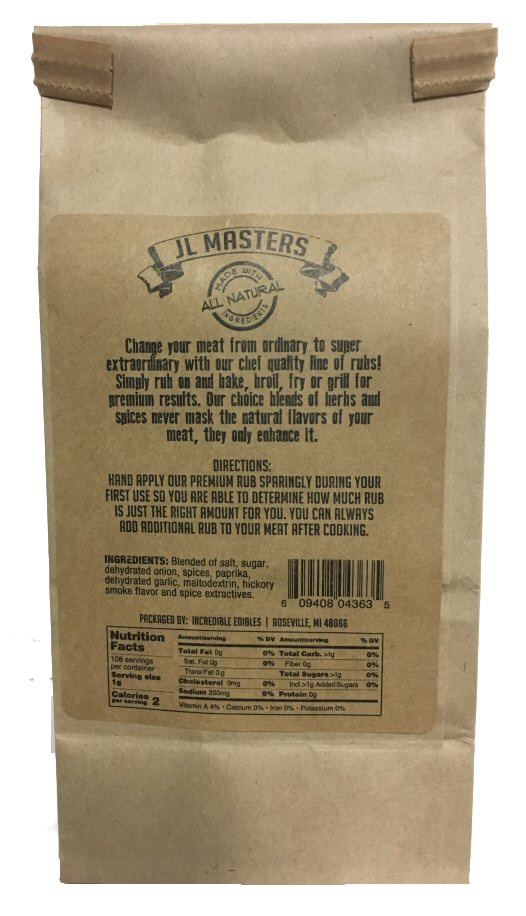 JL MASTERS
MADE WITH
ALL NATURAL
INGREDIENTS
Change your meat from ordinary to super
extraordinary with our chef quality line of rubs!
Simply rub on and bake, broil, fry or grill for
premium results. Our choice blends of herbs and
spices never mask the natural flavors of your
meat, they only enhance it.
DIRECTIONS:
HAND APPLY OUR PREMIUM RUB SPARINGLY DURING YOUR
FIRST USE SO YOU ARE ABLE TO DETERMINE HOW MUCH RUB
IS JUST THE RIGHT AMOUNT FOR YOU. YOU CAN ALWAYS
ADD ADDITIONAL RUB TO YOUR MEAT AFTER COOKING.
INGREDIENTS: Blended of salt, sugar,
dehydrated onion, spices, paprika,
dehydrated garlic, maltodextrin, hickory
smoke flavor and spice extractives.
6 09408 04363 5
PACKAGED BY: INCREDIBLE EDIBLES | ROSEVILLE, MI 48066
Nutrition
Facts
108 servings
per container
Serving size
1g
Calories
per serving 2
Amount/serving % DV Amount/serving % DV
Total Fat 0g 0% Total Carb. >1g 0%
Sat. Fat 0g 0% Fiber 0g 0%
Trans Fat 0g Total Sugars >1g 0%
Cholesterol 0mg 0% Incl.>1g Added Sugars 0%
Sodium 200mg 9% Protein 0g
Vitamin A 4% • Calcium 0% • Iron 0% • Potassium 0%